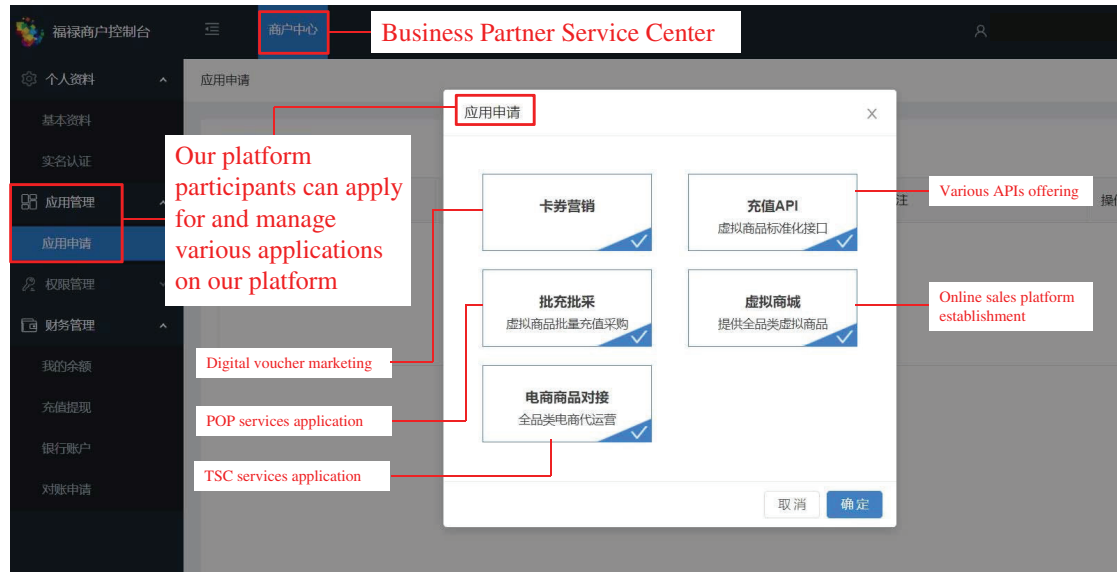 福禄商户控制台
商户中心
Business Partner Service Center
个人资料
应用申请
基本资料
实名认证
应用管理
应用申请
权限管理
财务管理
我的余额
充值提现
银行账户
对账申请
Our platform
participants can apply
for and manage
various applications
on our platform
应用申请
卡券营销
充值API
虚拟商品标准化接口
批充批采
虚拟商品批量充值采购
虚拟商城
提供全品类虚拟商品
电商商品对接
全品类电商代运营
取消
确定
Various APIs offering
注
Online sales platform
establishment
Digital voucher marketing
POP services application
TSC services application